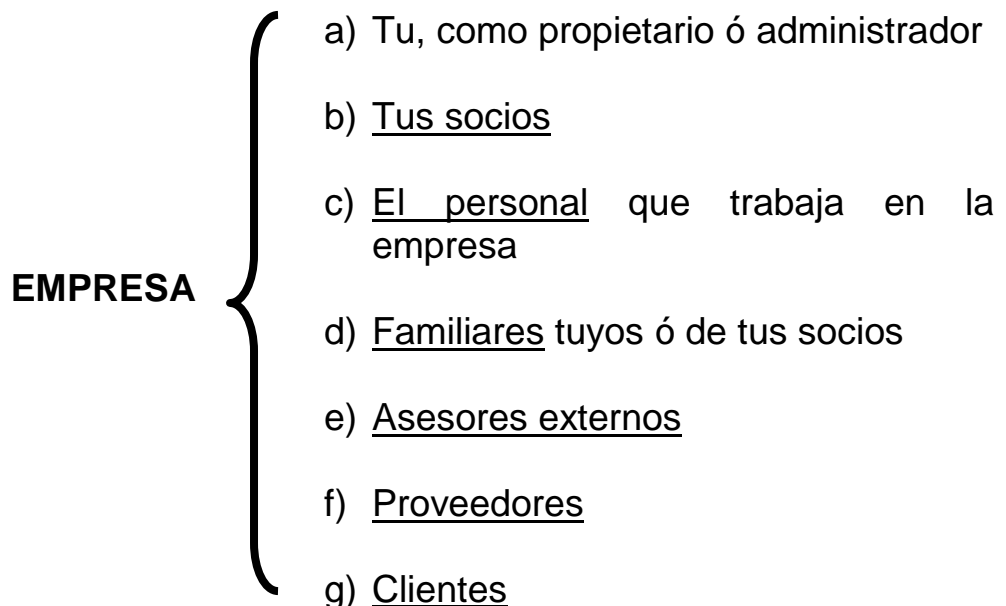 a) Tu, como propietario ó administrador
b) Tus socios
c) El personal que trabaja en la
empresa
EMPRESA
d) Familiares tuyos ó de tus socios
e) Asesores externos
f) Proveedores
g) Clientes